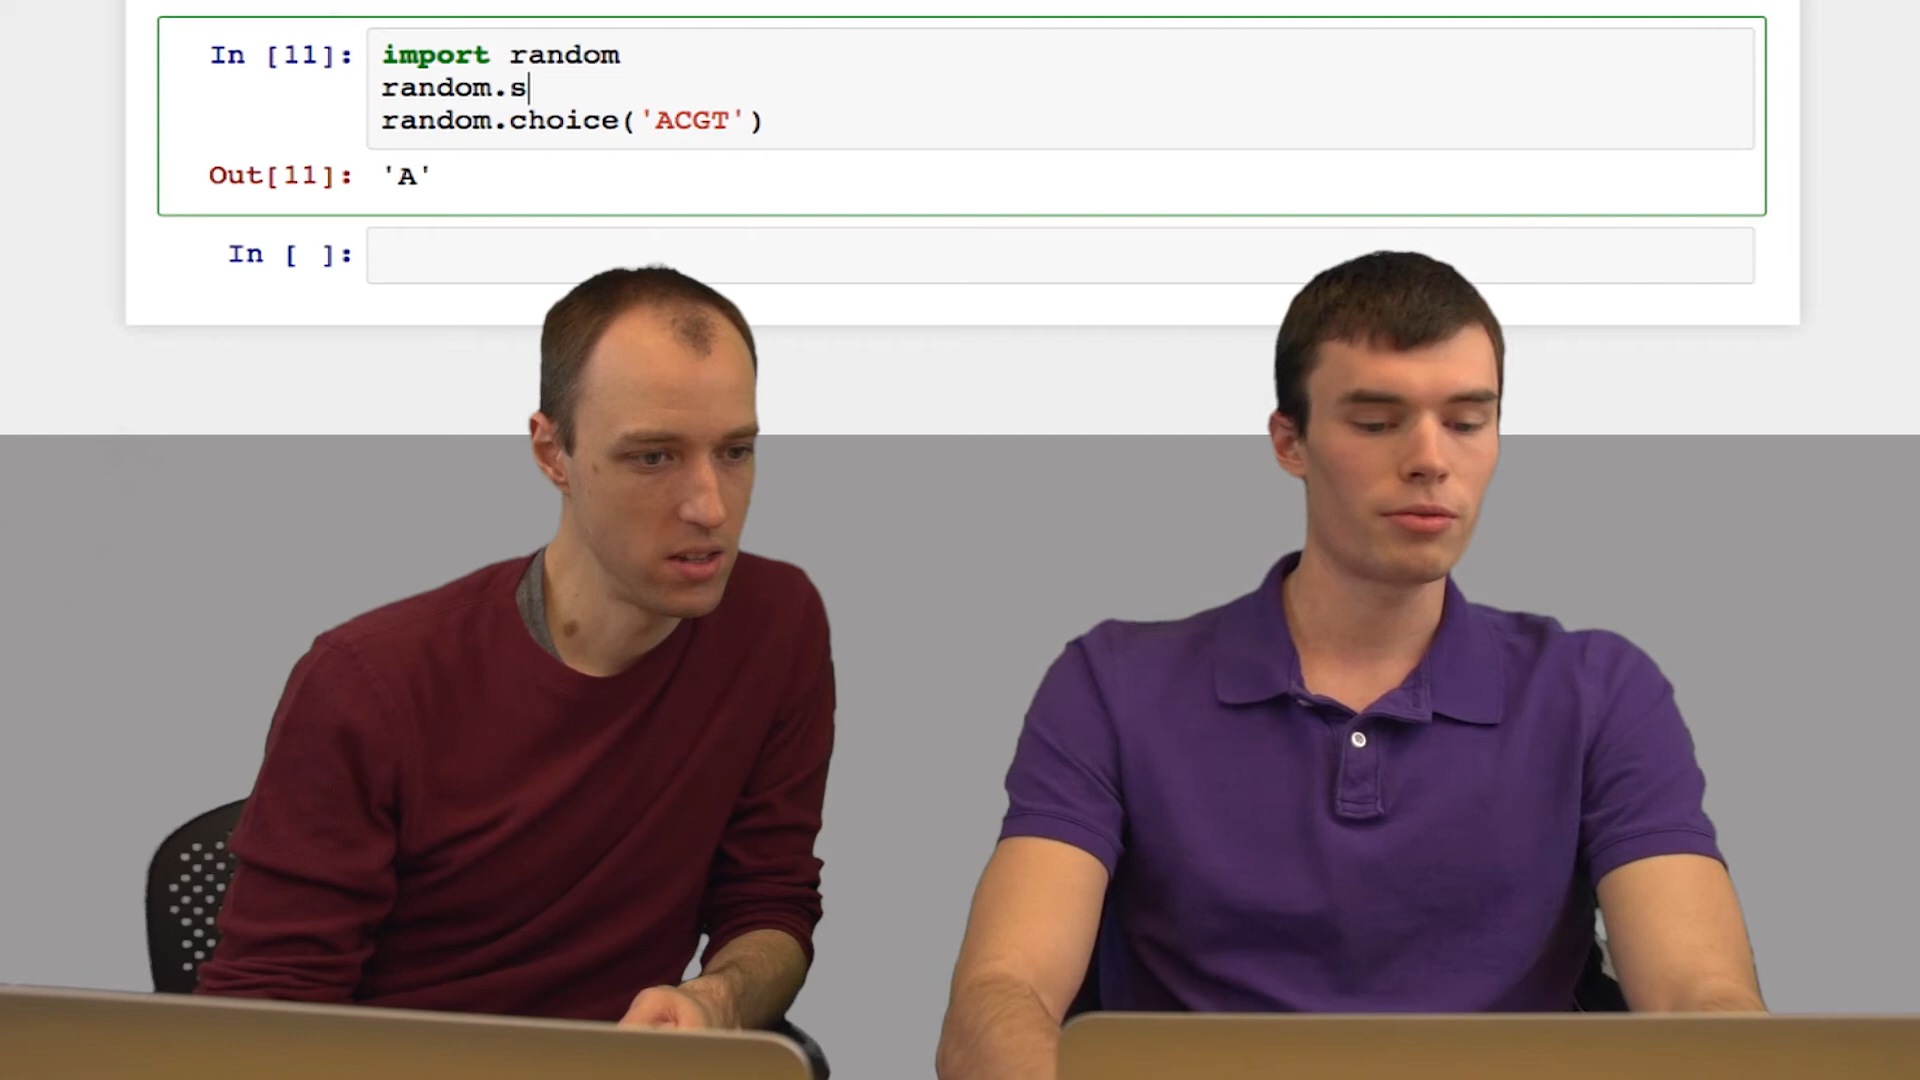 In [11]: import random
random.s
random.choice('ACGT')
Out[11]: 'A'
In [ ]: